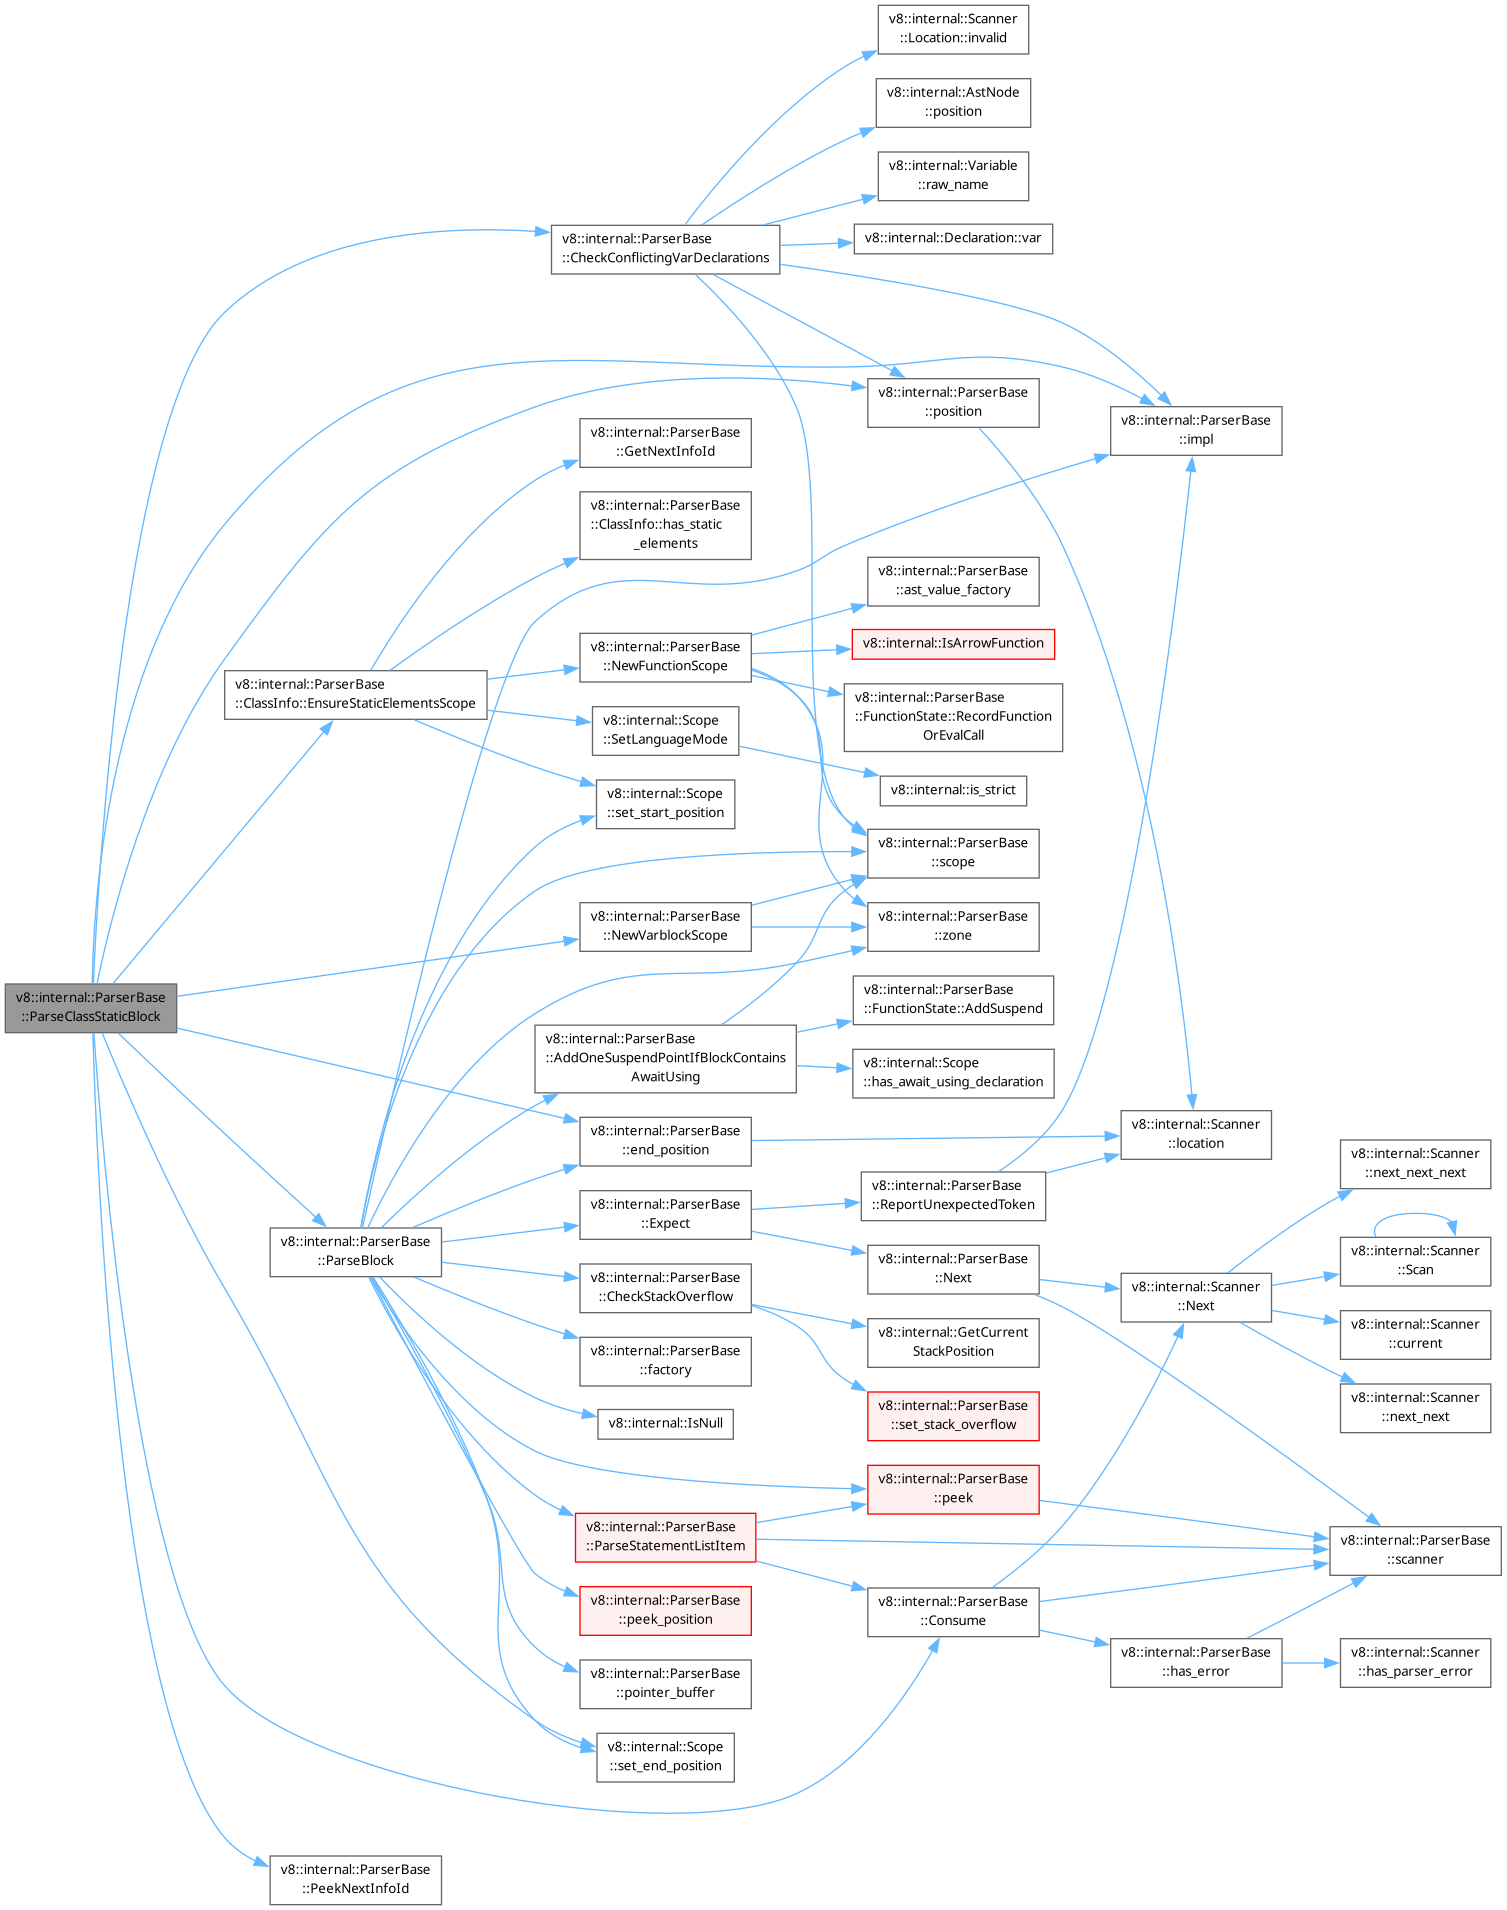 v8::internal::Scanner
::Location::invalid
v8::internal::AstNode
::position
v8::internal::Variable
::raw_name
v8::internal::Declaration::var
v8::internal::ParserBase
::CheckConflictingVarDeclarations
v8::internal::ParserBase
::position
v8::internal::ParserBase
::impl
v8::internal::ParserBase
::GetNextInfoId
v8::internal::ParserBase
::ClassInfo::has_static
_elements
v8::internal::ParserBase
::ast_value_factory
v8::internal::ParserBase
::NewFunctionScope
v8::internal::IsArrowFunction
v8::internal::ParserBase
::ClassInfo::EnsureStaticElementsScope
v8::internal::ParserBase
::FunctionState::RecordFunction
OrEvalCall
v8::internal::Scope
::SetLanguageMode
v8::internal::is_strict
v8::internal::Scope
::set_start_position
v8::internal::ParserBase
::scope
v8::internal::ParserBase
::NewVarblockScope
v8::internal::ParserBase
::zone
v8::internal::ParserBase
::ParseClassStaticBlock
v8::internal::ParserBase
::FunctionState::AddSuspend
v8::internal::ParserBase
::AddOneSuspendPointIfBlockContains
AwaitUsing
v8::internal::Scope
::has_await_using_declaration
v8::internal::ParserBase
::end_position
v8::internal::Scanner
::location
v8::internal::Scanner
::next_next_next
v8::internal::ParserBase
::ReportUnexpectedToken
v8::internal::ParserBase
::Expect
v8::internal::ParserBase
::ParseBlock
v8::internal::Scanner
::Scan
v8::internal::ParserBase
::Next
v8::internal::ParserBase
::CheckStackOverflow
v8::internal::Scanner
::Next
v8::internal::Scanner
::current
v8::internal::GetCurrent
StackPosition
v8::internal::ParserBase
::factory
v8::internal::Scanner
::next_next
v8::internal::ParserBase
::set_stack_overflow
v8::internal::IsNull
v8::internal::ParserBase
::peek
v8::internal::ParserBase
::ParseStatementListItem
v8::internal::ParserBase
::scanner
v8::internal::ParserBase
::peek_position
v8::internal::ParserBase
::Consume
v8::internal::ParserBase
::has_error
v8::internal::Scanner
::has_parser_error
v8::internal::ParserBase
::pointer_buffer
v8::internal::Scope
::set_end_position
v8::internal::ParserBase
::PeekNextInfoId